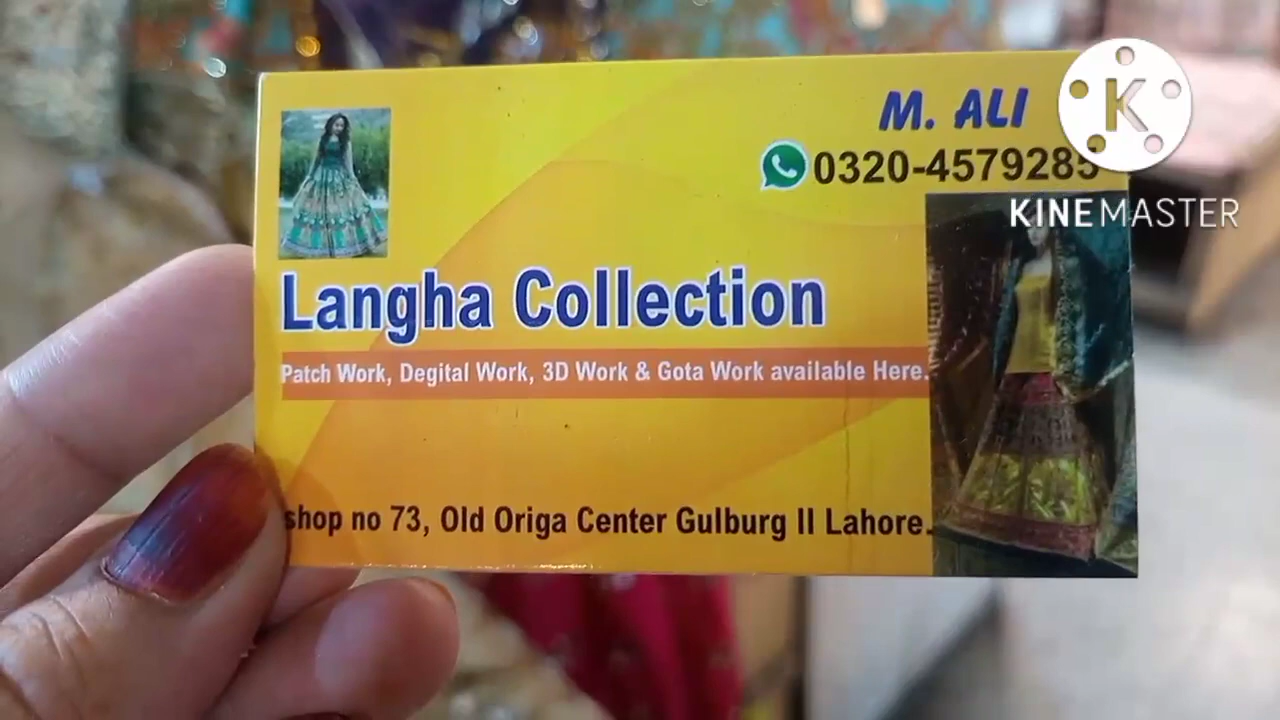 M. ALI
0320-4579285
K
KINEMASTER
Langha Collection
Patch Work, Degital Work, 3D Work & Gota Work available Here.
shop no 73, Old Origa Center Gulburg II Lahore.